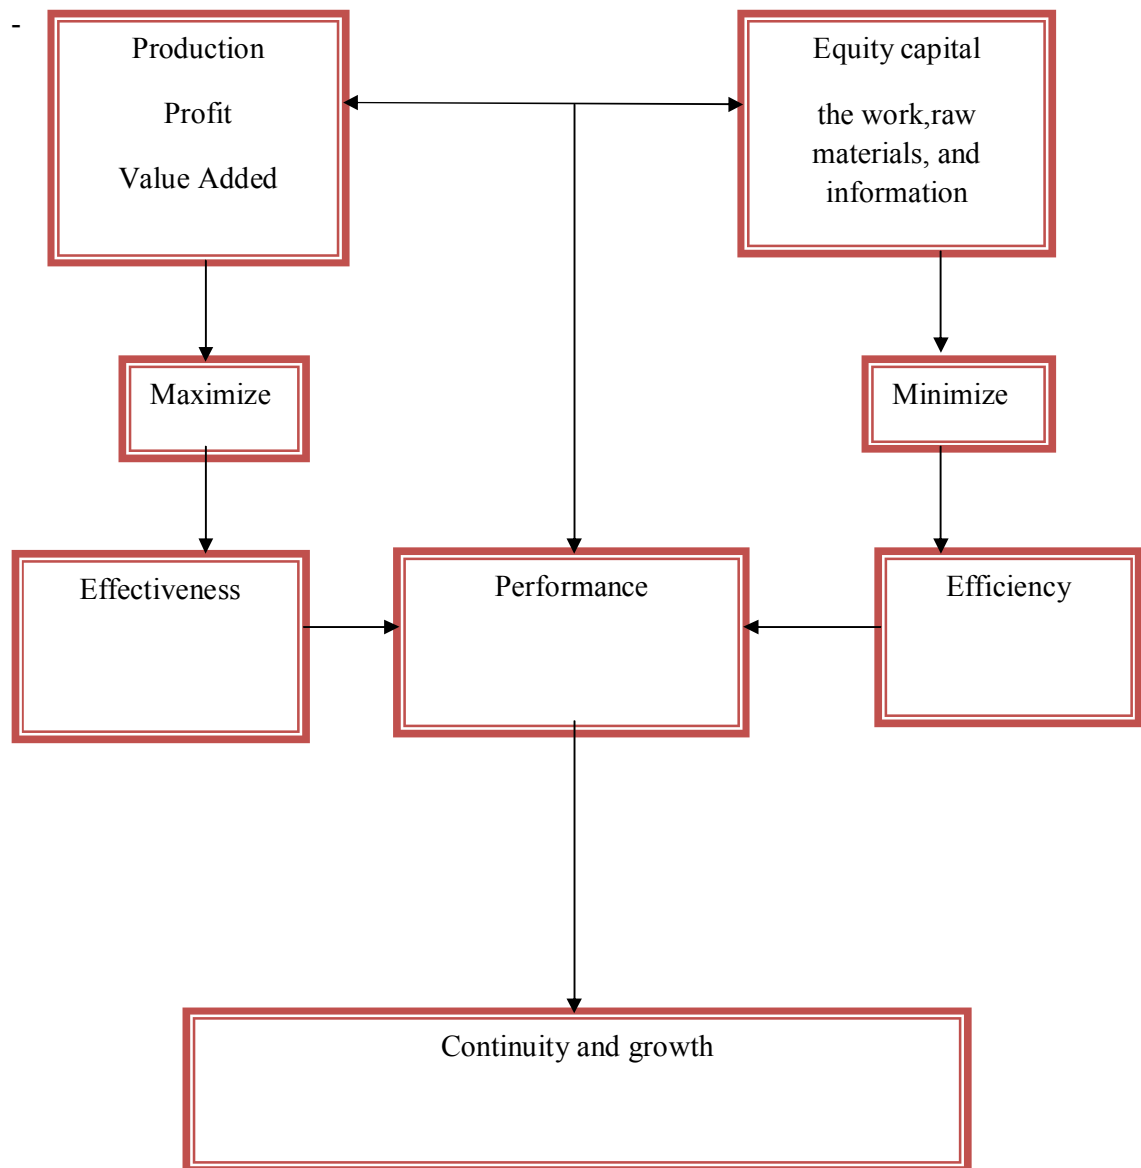 -
Production
Profit
Value Added
Equity capital
the work,raw
materials, and
information
Maximize
Minimize
Effectiveness
Performance
Efficiency
Continuity and growth